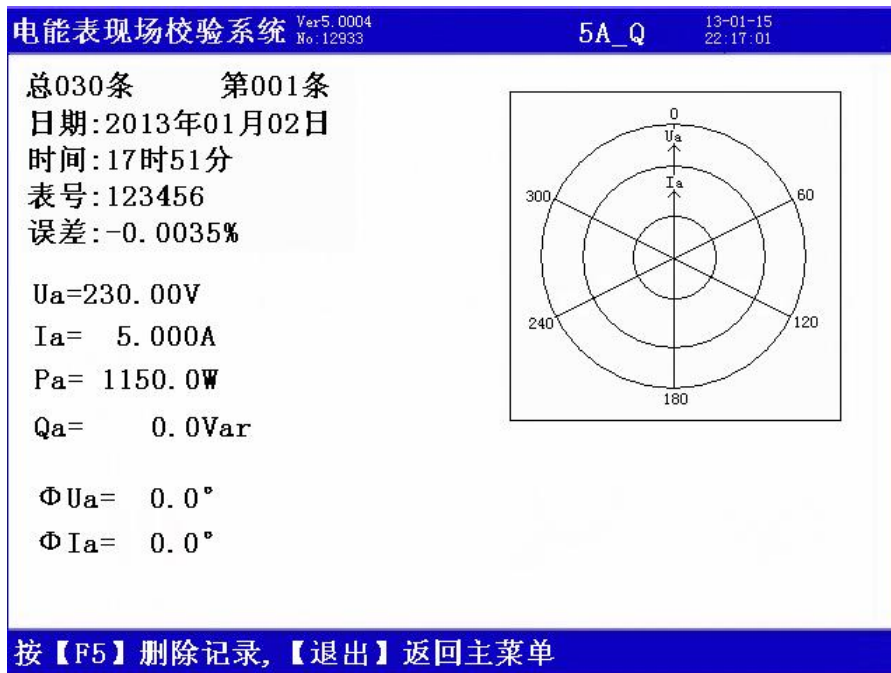 电能表现场校验系统 Ver5.0004 No:12933 5A_Q 13-01-15 22:17:01
总030条 第001条
日期:2013年01月02日
时间:17时51分
表号:123456
误差:-0.0035%
Ua=230.00V
Ia= 5.000A
Pa= 1150.0W
Qa= 0.0Var
ΦUa= 0.0°
ΦIa= 0.0°
0
Ua
Ia
300
60
240
120
180
按【F5】删除记录,【退出】返回主菜单